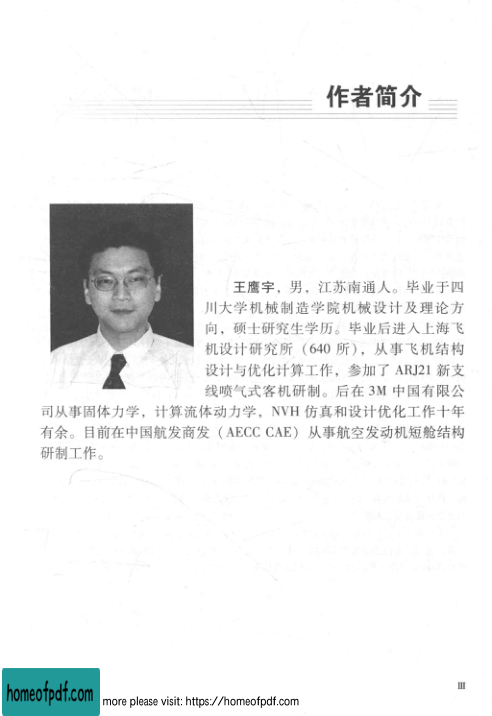 作者简介
王鹰宇，男，江苏南通人。毕业于四
川大学机械制造学院机械设计及理论方
向，硕士研究生学历。毕业后进入上海飞
机设计研究所（640 所），从事飞机结构
设计与优化计算工作，参加了 ARJ21 新支
线喷气式客机研制。后在 3M 中国有限公
司从事固体力学，计算流体动力学，NVH 仿真和设计优化工作十年
有余。目前在中国航发商发（AECC CAE）从事航空发动机短舱结构
研制工作。
III
homeofpdf.com
more please visit: https://homeofpdf.com